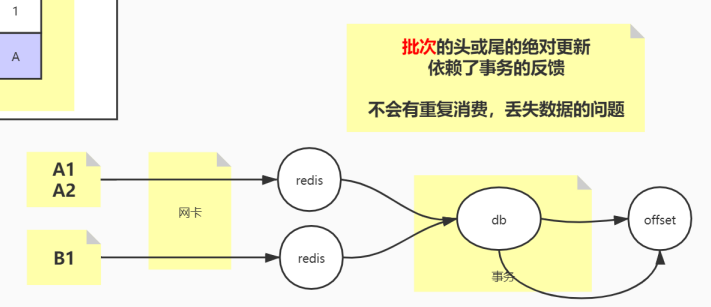 1
A
批次的头或尾的绝对更新
依赖了事务的反馈
不会有重复消费，丢失数据的问题
A1
A2
网卡
redis
db
offset
B1
redis
事务